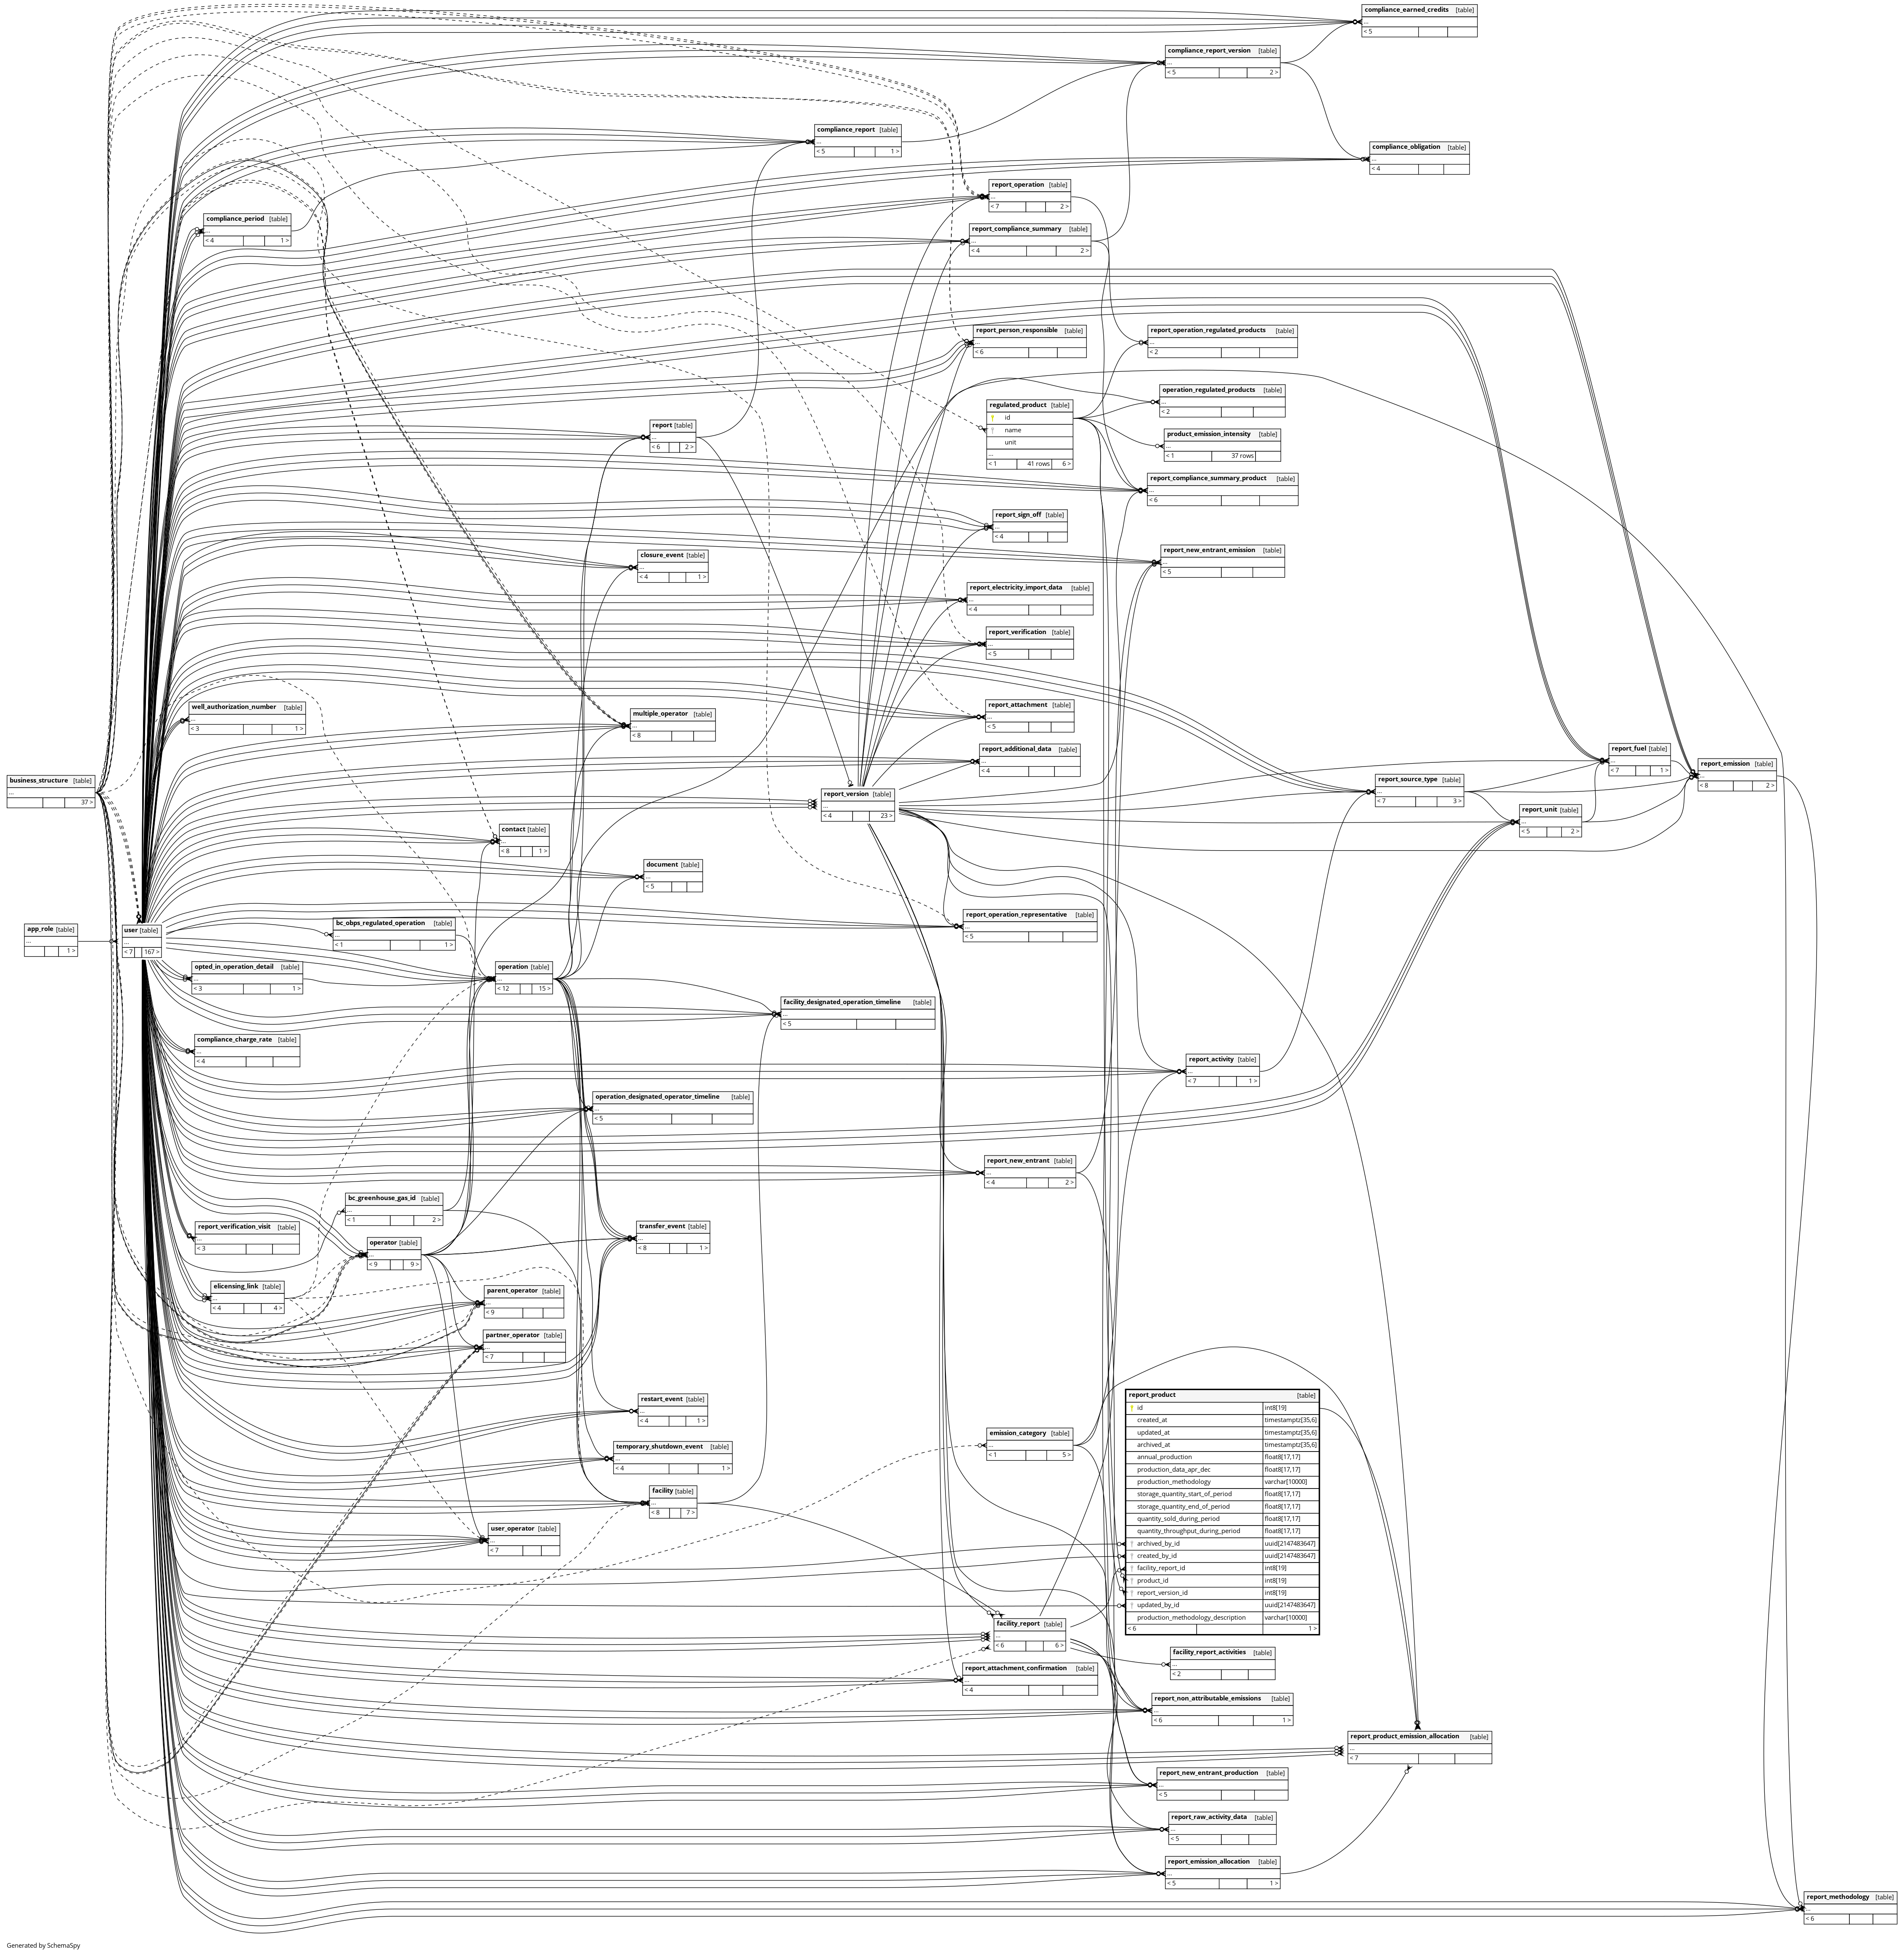 compliance_earned_credits [table]
...
< 5
compliance_report_version [table]
...
< 5 2 >
compliance_report [table]
...
< 5 1 >
compliance_obligation [table]
...
< 4
report_operation [table]
...
< 7 2 >
compliance_period [table]
...
< 4 1 >
report_compliance_summary [table]
...
< 4 2 >
report_person_responsible [table]
...
< 6
report_operation_regulated_products [table]
...
< 2
operation_regulated_products [table]
...
< 2
regulated_product [table]
id
name
unit
...
< 1 41 rows 6 >
report [table]
...
< 6 2 >
product_emission_intensity [table]
...
< 1 37 rows
report_compliance_summary_product [table]
...
< 6
report_sign_off [table]
...
< 4
closure_event [table]
...
< 4 1 >
report_new_entrant_emission [table]
...
< 5
report_electricity_import_data [table]
...
< 4
report_verification [table]
...
< 5
well_authorization_number [table]
...
< 3 1 >
multiple_operator [table]
...
< 8
report_attachment [table]
...
< 5
report_additional_data [table]
...
< 4
report_fuel [table]
...
< 7 1 >
report_emission [table]
...
< 8 2 >
business_structure [table]
...
37 >
report_source_type [table]
...
< 7 3 >
report_version [table]
...
< 4 23 >
report_unit [table]
...
< 5 2 >
contact [table]
...
< 8 1 >
document [table]
...
< 5
report_operation_representative [table]
...
< 5
bc_obps_regulated_operation [table]
...
< 1 1 >
app_role [table]
...
1 >
user [table]
...
< 7 167 >
opted_in_operation_detail [table]
...
< 3 1 >
operation [table]
...
< 12 15 >
facility_designated_operation_timeline [table]
...
< 5
compliance_charge_rate [table]
...
< 4
report_activity [table]
...
< 7 1 >
operation_designated_operator_timeline [table]
...
< 5
report_new_entrant [table]
...
< 4 2 >
bc_greenhouse_gas_id [table]
...
< 1 2 >
report_verification_visit [table]
...
< 3
transfer_event [table]
...
< 8 1 >
operator [table]
...
< 9 9 >
elicensing_link [table]
...
< 4 4 >
parent_operator [table]
...
< 9
partner_operator [table]
...
< 7
restart_event [table]
...
< 4 1 >
report_product [table]
id int8[19]
created_at timestamptz[35,6]
updated_at timestamptz[35,6]
archived_at timestamptz[35,6]
annual_production float8[17,17]
production_data_apr_dec float8[17,17]
production_methodology varchar[10000]
storage_quantity_start_of_period float8[17,17]
storage_quantity_end_of_period float8[17,17]
quantity_sold_during_period float8[17,17]
quantity_throughput_during_period float8[17,17]
archived_by_id uuid[2147483647]
created_by_id uuid[2147483647]
facility_report_id int8[19]
product_id int8[19]
report_version_id int8[19]
updated_by_id uuid[2147483647]
production_methodology_description varchar[10000]
< 6 1 >
emission_category [table]
...
< 1 5 >
temporary_shutdown_event [table]
...
< 4 1 >
facility [table]
...
< 8 7 >
user_operator [table]
...
< 7
facility_report [table]
...
< 6 6 >
facility_report_activities [table]
...
< 2
report_attachment_confirmation [table]
...
< 4
report_non_attributable_emissions [table]
...
< 6 1 >
report_product_emission_allocation [table]
...
< 7
report_new_entrant_production [table]
...
< 5
report_raw_activity_data [table]
...
< 5
report_emission_allocation [table]
...
< 5 1 >
report_methodology [table]
...
< 6
Generated by SchemaSpy